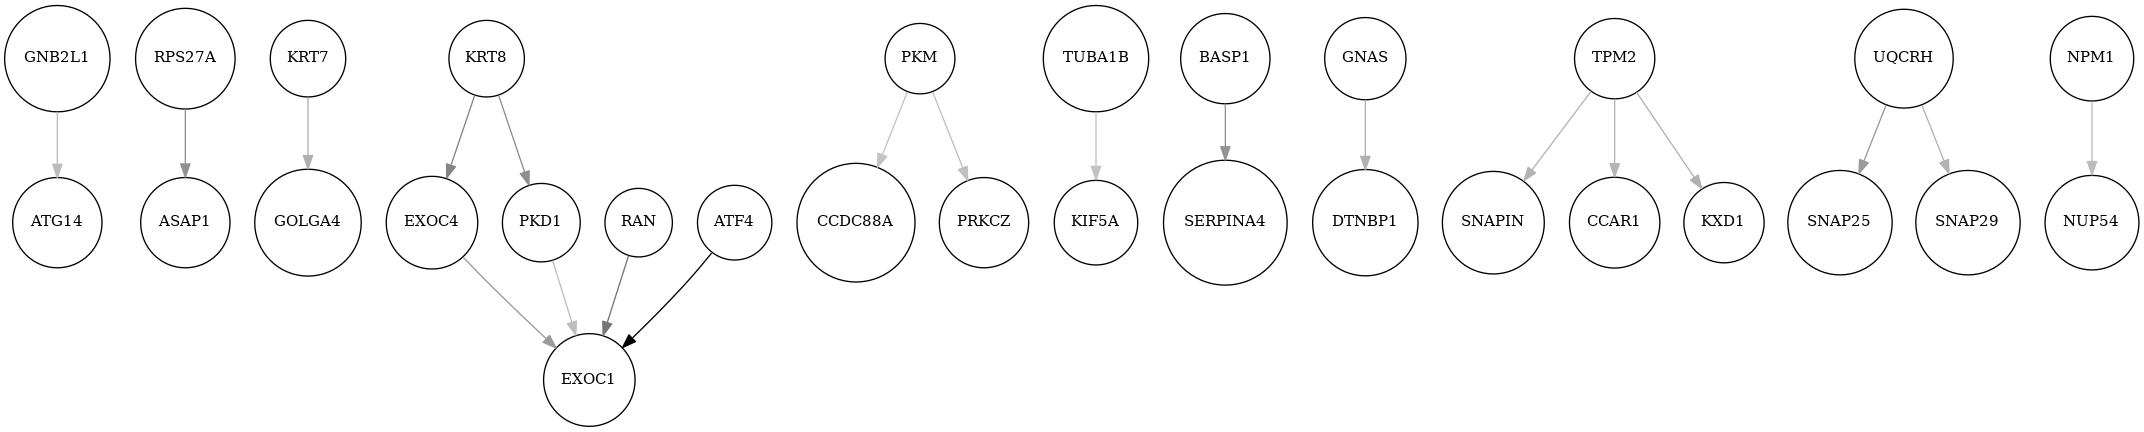 GNB2L1
RPS27A
KRT7
KRT8
PKM
TUBA1B
BASP1
GNAS
TPM2
UQCRH
NPM1
ATG14
ASAP1
GOLGA4
EXOC4
PKD1
RAN
ATF4
CCDC88A
PRKCZ
KIF5A
SERPINA4
DTNBP1
SNAPIN
CCAR1
KXD1
SNAP25
SNAP29
NUP54
EXOC1